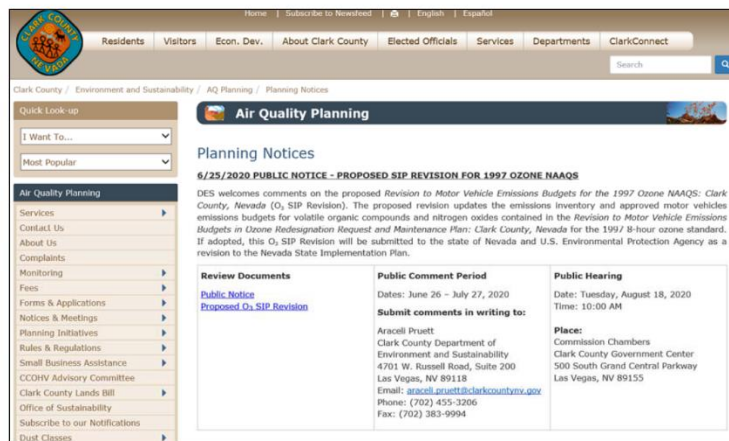 Home | Subscribe to Newsfeed | | English | Español
CLARK COUNTY
NEVADA
Residents Visitors Econ. Dev. About Clark County Elected Officials Services Departments ClarkConnect
Search
Clark County / Environment and Sustainability / AQ Planning / Planning Notices
Quick Look-up
I Want To...
Most Popular
Air Quality Planning
Services
Contact Us
About Us
Complaints
Monitoring
Fees
Forms & Applications
Notices & Meetings
Planning Initiatives
Rules & Regulations
Small Business Assistance
CCOHV Advisory Committee
Clark County Lands Bill
Office of Sustainability
Subscribe to our Notifications
Dust Classes
Air Quality Planning
Planning Notices
6/25/2020 PUBLIC NOTICE - PROPOSED SIP REVISION FOR 1997 OZONE NAAQS
DES welcomes comments on the proposed Revision to Motor Vehicle Emissions Budgets for the 1997 Ozone NAAQS: Clark
County, Nevada (O₃ SIP Revision). The proposed revision updates the emissions inventory and approved motor vehicles
emissions budgets for volatile organic compounds and nitrogen oxides contained in the Revision to Motor Vehicle Emissions
Budgets in Ozone Redesignation Request and Maintenance Plan: Clark County, Nevada for the 1997 8-hour ozone standard.
If adopted, this O₃ SIP Revision will be submitted to the state of Nevada and U.S. Environmental Protection Agency as a
revision to the Nevada State Implementation Plan.
Review Documents
Public Notice
Proposed O₃ SIP Revision
Public Comment Period
Dates: June 26 – July 27, 2020
Submit comments in writing to:
Araceli Pruett
Clark County Department of
Environment and Sustainability
4701 W. Russell Road, Suite 200
Las Vegas, NV 89118
Email: araceli.pruett@clarkcountynv.gov
Phone: (702) 455-3206
Fax: (702) 383-9994
Public Hearing
Date: Tuesday, August 18, 2020
Time: 10:00 AM
Place:
Commission Chambers
Clark County Government Center
500 South Grand Central Parkway
Las Vegas, NV 89155